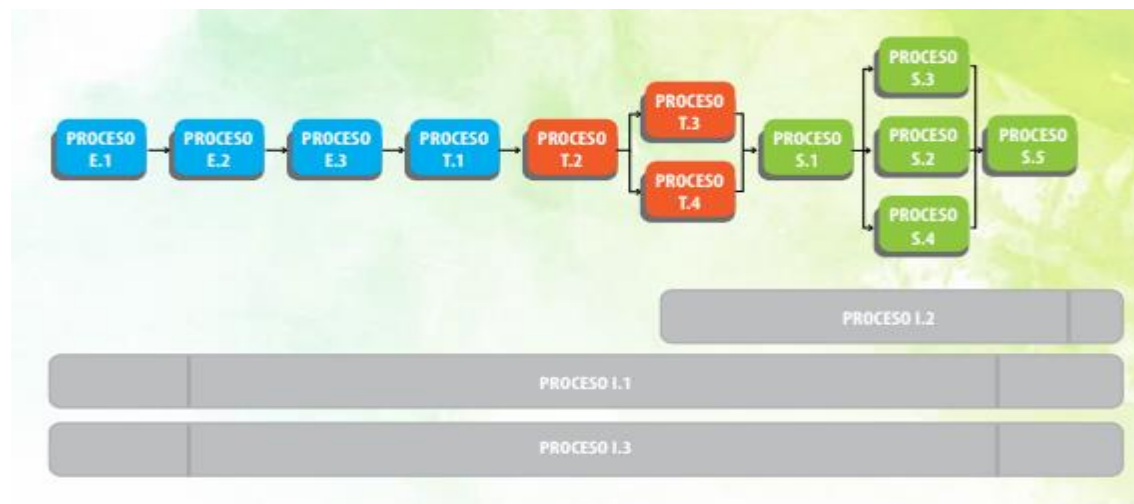 PROCESO
E.1
PROCESO
E.2
PROCESO
E.3
PROCESO
T.1
PROCESO
T.2
PROCESO
T.3
PROCESO
T.4
PROCESO
S.1
PROCESO
S.3
PROCESO
S.2
PROCESO
S.4
PROCESO
S.5
PROCESO I.2
PROCESO I.1
PROCESO I.3